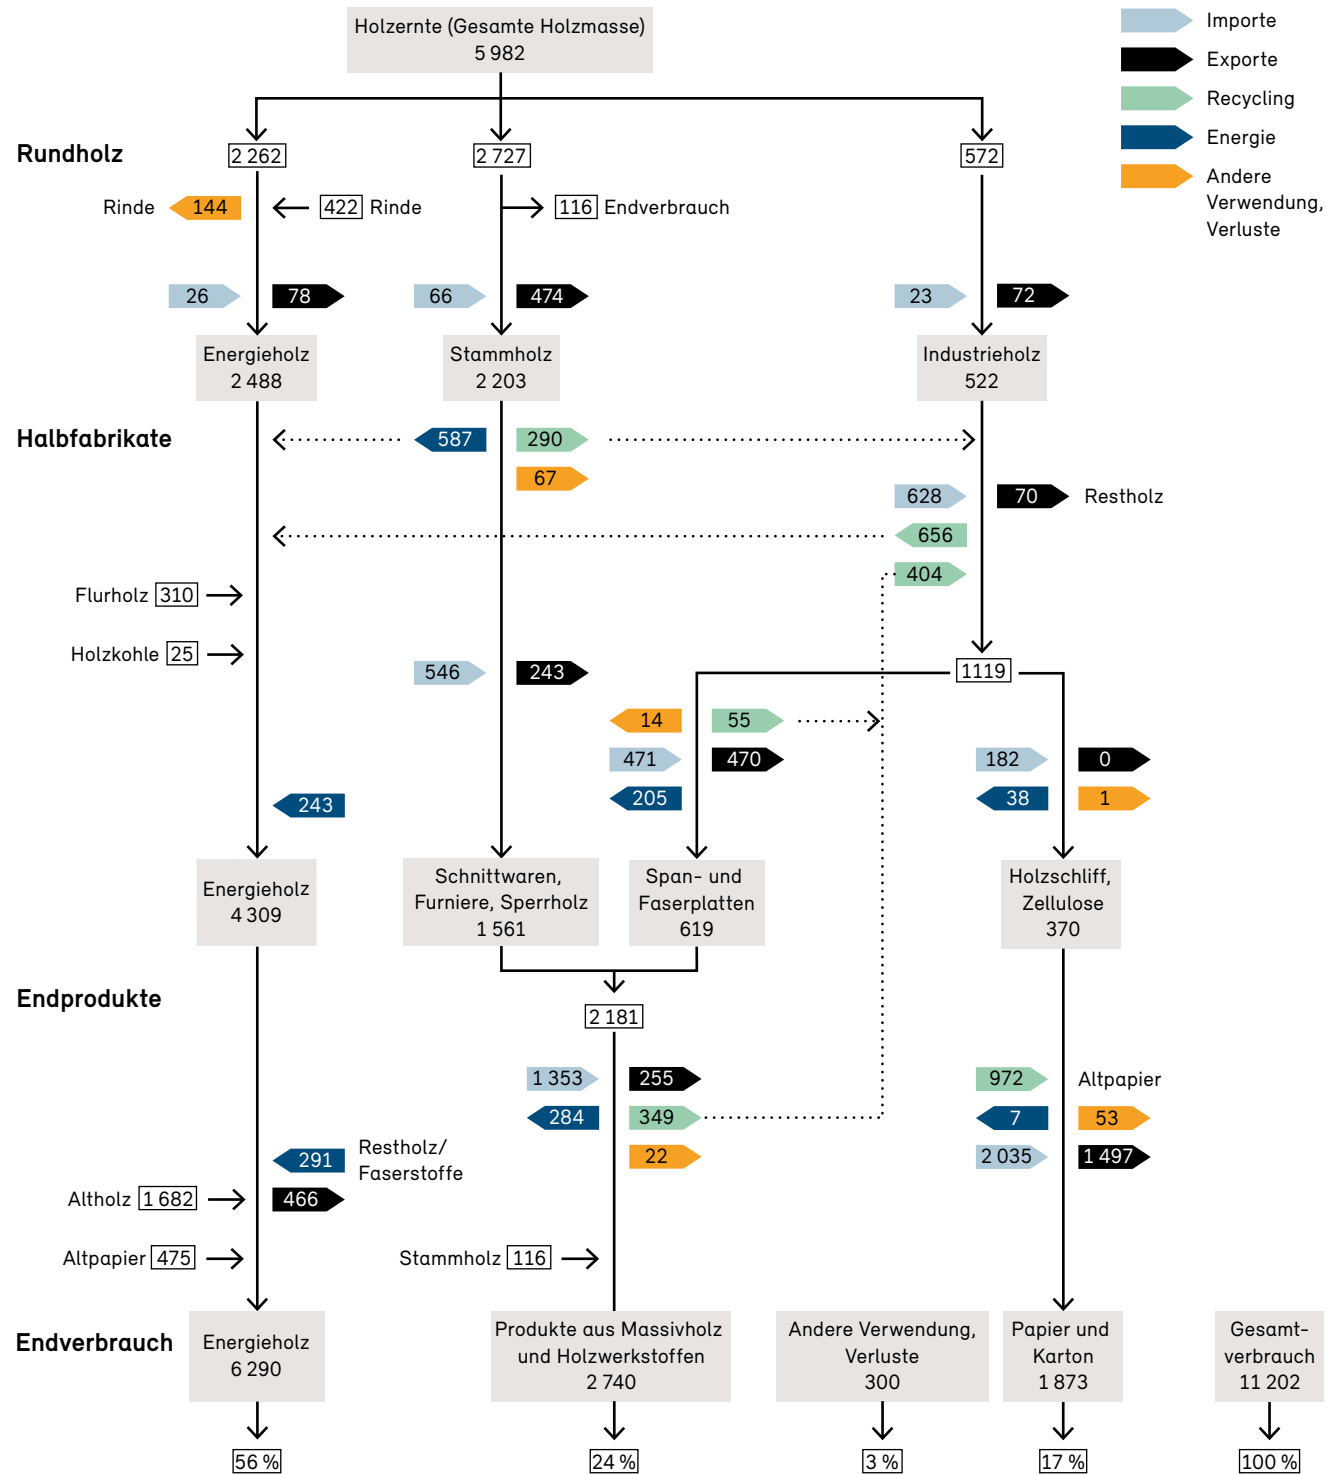 Holzernte (Gesamte Holzmasse)
5 982
Importe
Exporte
Recycling
Energie
Andere
Verwendung,
Verluste
Rundholz
2 262
2 727
572
Rinde
144
422
Rinde
116
Endverbrauch
26
78
66
474
23
72
Energieholz
2 488
Stammholz
2 203
Industrieholz
522
Halbfabrikate
587
290
67
628
70
Restholz
656
404
Flurholz
310
Holzkohle
25
546
243
1119
14
55
471
470
205
182
0
38
1
243
Energieholz
4 309
Schnittwaren,
Furniere, Sperrholz
1 561
Span- und
Faserplatten
619
Holzschliff,
Zellulose
370
Endprodukte
2 181
1 353
255
284
349
22
972
Altpapier
7
53
2 035
1 497
291
Restholz/
Faserstoffe
Altholz
1 682
466
Altpapier
475
Stammholz
116
Endverbrauch
Energieholz
6 290
Produkte aus Massivholz
und Holzwerkstoffen
2 740
Andere Verwendung,
Verluste
300
Papier und
Karton
1 873
Gesamt-
verbrauch
11 202
56 %
24 %
3 %
17 %
100 %